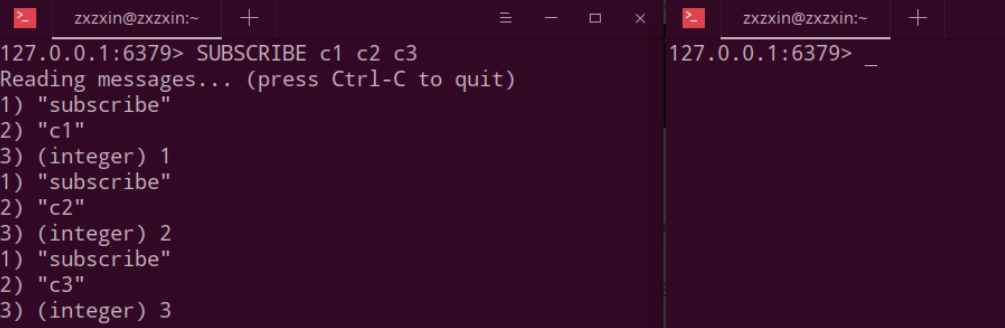 zxzxin@zxzxin:~
127.0.0.1:6379> SUBSCRIBE c1 c2 c3
Reading messages... (press Ctrl-C to quit)
1) "subscribe"
2) "c1"
3) (integer) 1
1) "subscribe"
2) "c2"
3) (integer) 2
1) "subscribe"
2) "c3"
3) (integer) 3
zxzxin@zxzxin:~
127.0.0.1:6379> _